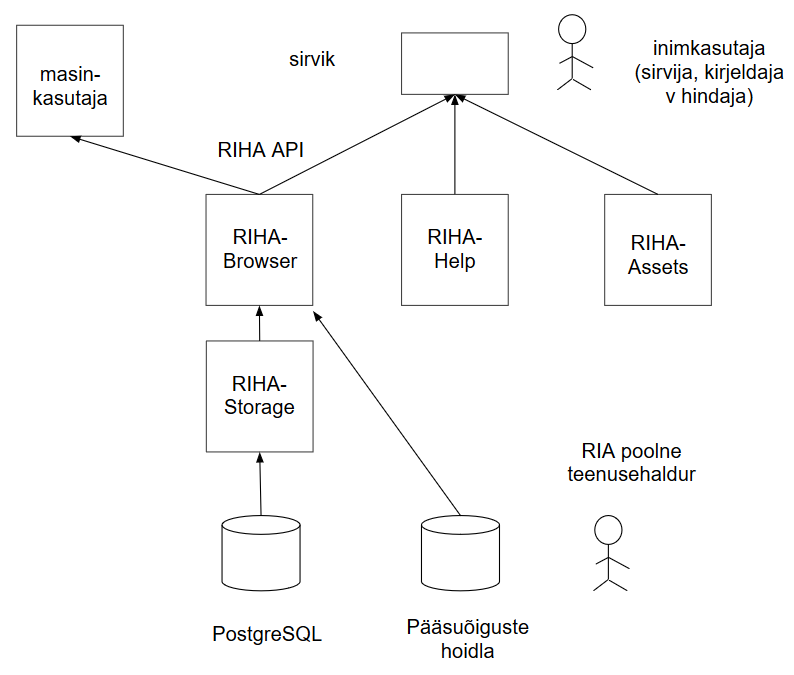 masin-
kasutaja
sirvik
inimkasutaja
(sirvija, kirjeldaja
v hindaja)
RIHA API
RIHA-
Browser
RIHA-
Help
RIHA-
Assets
RIHA-
Storage
RIA poolne
teenusehaldur
PostgreSQL
Pääsuõiguste
hoidla